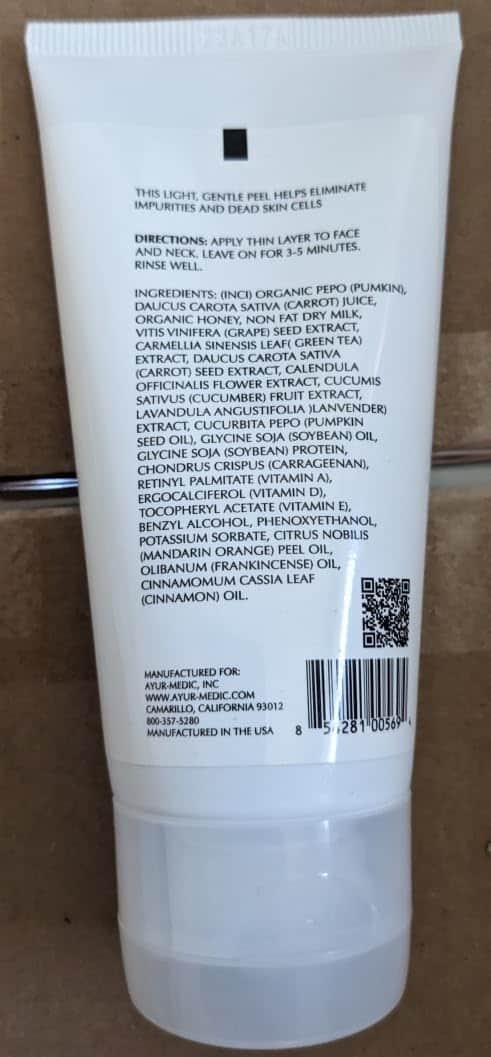 THIS LIGHT, GENTLE PEEL HELPS ELIMINATE
IMPURITIES AND DEAD SKIN CELLS
DIRECTIONS: APPLY THIN LAYER TO FACE
AND NECK. LEAVE ON FOR 3-5 MINUTES.
RINSE WELL.
INGREDIENTS: (INCI) ORGANIC PEPO (PUMKIN),
DAUCUS CAROTA SATIVA (CARROT) JUICE,
ORGANIC HONEY, NON FAT DRY MILK,
VITIS VINIFERA (GRAPE) SEED EXTRACT,
CARMELLIA SINENSIS LEAF( GREEN TEA)
EXTRACT, DAUCUS CAROTA SATIVA
(CARROT) SEED EXTRACT, CALENDULA
OFFICINALIS FLOWER EXTRACT, CUCUMIS
SATIVUS (CUCUMBER) FRUIT EXTRACT,
LAVANDULA ANGUSTIFOLIA )LANVENDER)
EXTRACT, CUCURBITA PEPO (PUMPKIN
SEED OIL), GLYCINE SOJA (SOYBEAN) OIL,
GLYCINE SOJA (SOYBEAN) PROTEIN,
CHONDRUS CRISPUS (CARRAGEENAN),
RETINYL PALMITATE (VITAMIN A),
ERGOCALCIFEROL (VITAMIN D),
TOCOPHERYL ACETATE (VITAMIN E),
BENZYL ALCOHOL, PHENOXYETHANOL,
POTASSIUM SORBATE, CITRUS NOBILIS
(MANDARIN ORANGE) PEEL OIL,
OLIBANUM (FRANKINCENSE) OIL,
CINNAMOMUM CASSIA LEAF
(CINNAMON) OIL.
MANUFACTURED FOR:
AYUR-MEDIC, INC
WWW.AYUR-MEDIC.COM
CAMARILLO, CALIFORNIA 93012
800-357-5280
MANUFACTURED IN THE USA